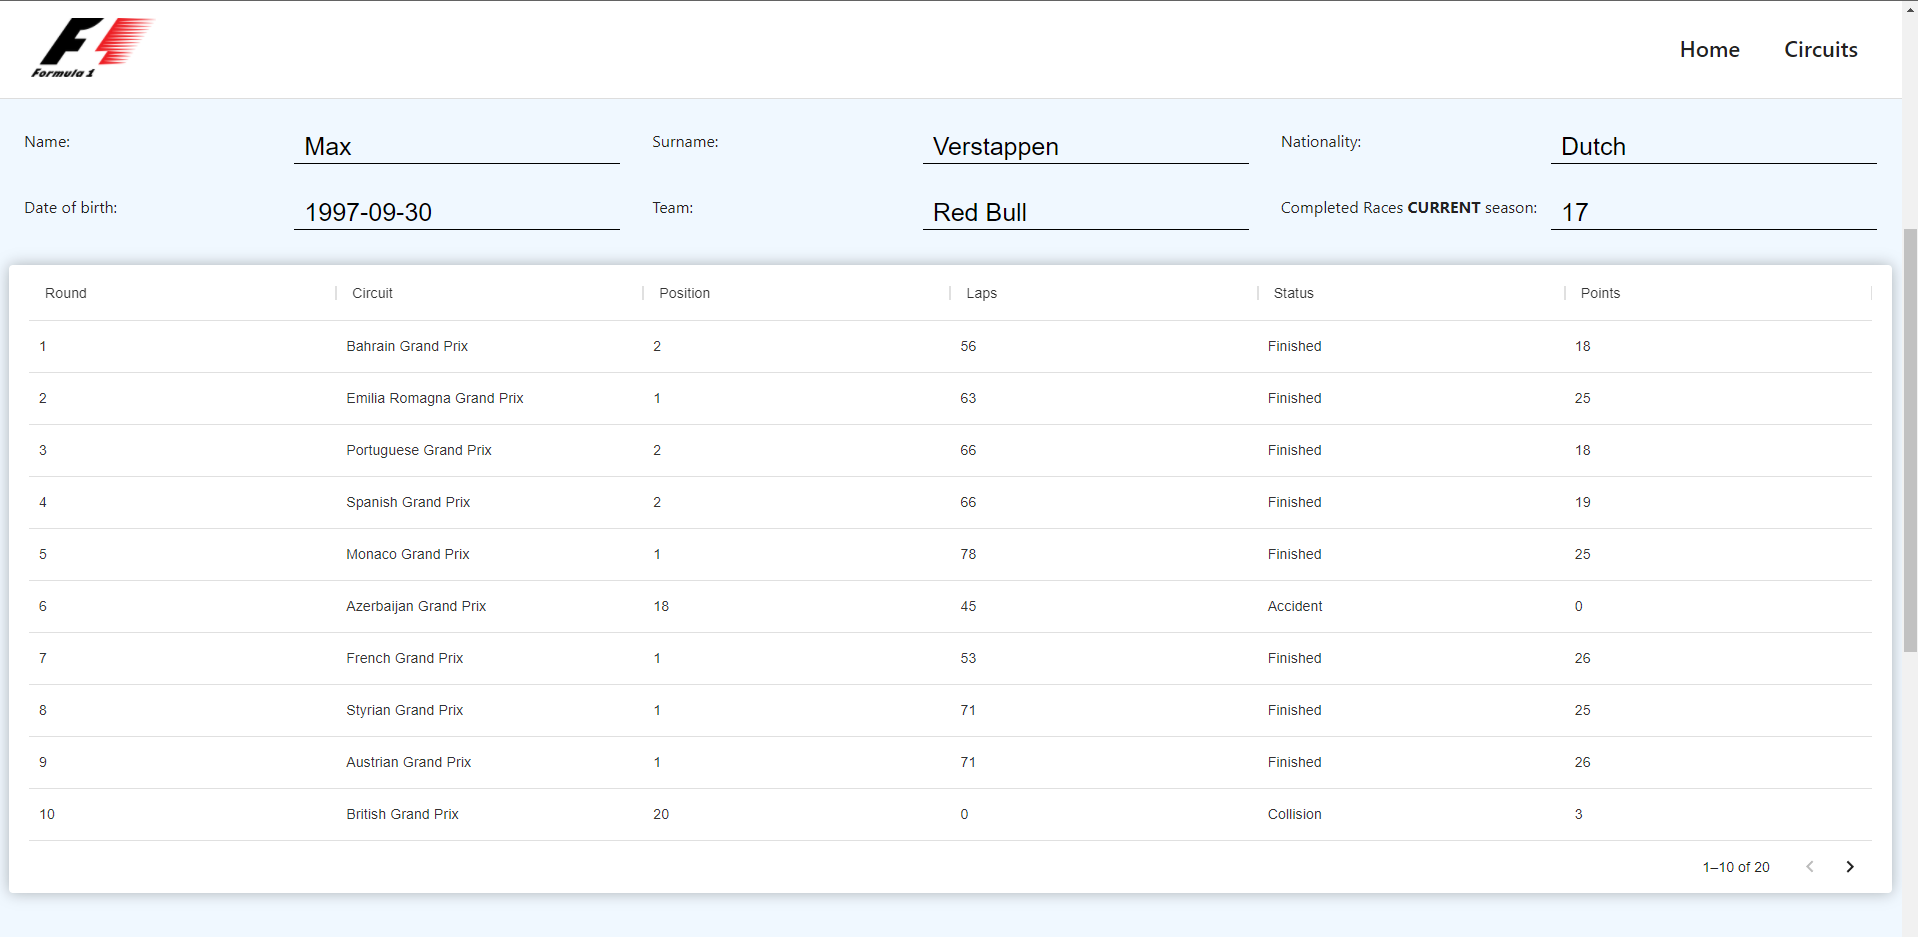 Formula 1
Home Circuits
Name: Max Surname: Verstappen Nationality: Dutch
Date of birth: 1997-09-30 Team: Red Bull Completed Races CURRENT season: 17
Round Circuit Position Laps Status Points
1 Bahrain Grand Prix 2 56 Finished 18
2 Emilia Romagna Grand Prix 1 63 Finished 25
3 Portuguese Grand Prix 2 66 Finished 18
4 Spanish Grand Prix 2 66 Finished 19
5 Monaco Grand Prix 1 78 Finished 25
6 Azerbaijan Grand Prix 18 45 Accident 0
7 French Grand Prix 1 53 Finished 26
8 Styrian Grand Prix 1 71 Finished 25
9 Austrian Grand Prix 1 71 Finished 26
10 British Grand Prix 20 0 Collision 3
1–10 of 20